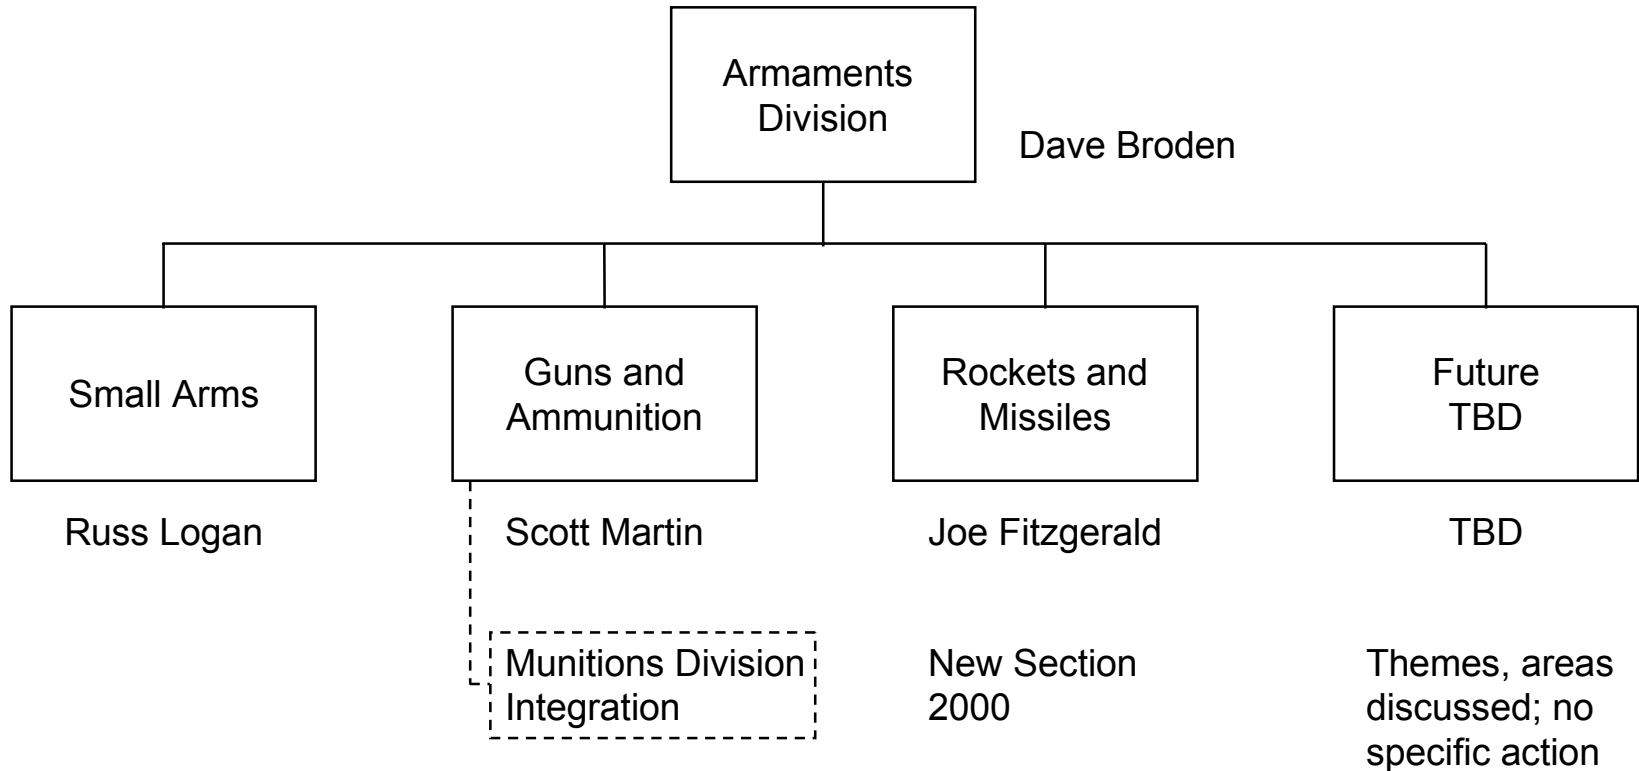 Armaments
Division
Dave Broden
Small Arms
Guns and
Ammunition
Rockets and
Missiles
Future
TBD
Russ Logan
Scott Martin
Joe Fitzgerald
TBD
Munitions Division
Integration
New Section
2000
Themes, areas
discussed; no
specific action